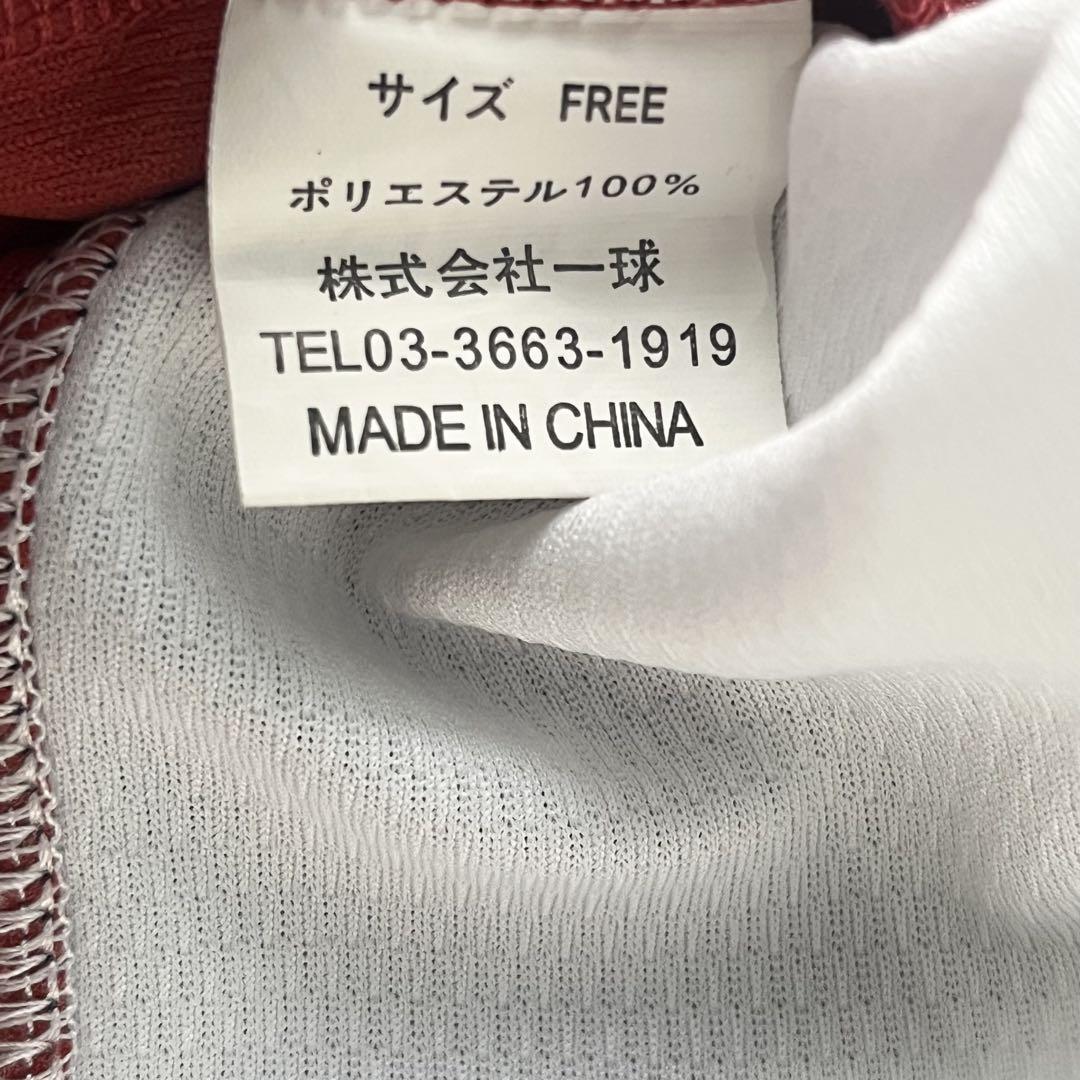 サイズ FREE
ポリエステル100%
株式会社一球
TEL03-3663-1919
MADE IN CHINA